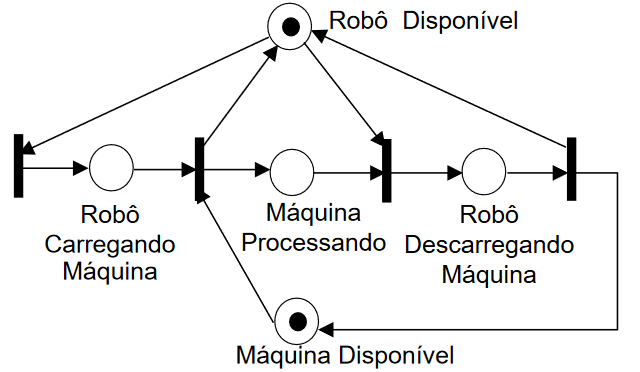 Robô Disponível
Robô
Carregando
Máquina
Máquina
Processando
Robô
Descarregando
Máquina
Máquina Disponível